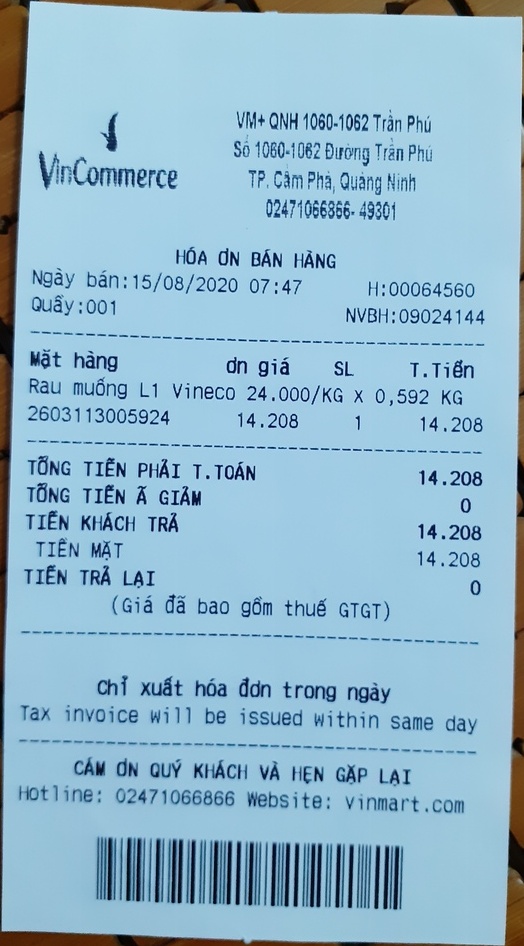 VinCommerce
VM+ QNH 1060-1062 Trần Phú
Số 1060-1062 Đường Trần Phú
TP. Cẩm Phả, Quảng Ninh
02471066866- 49301
HÓA ƠN BÁN HÀNG
Ngày bán:15/08/2020 07:47 H:00064560
Quầy:001 NVBH:09024144
Mặt hàng ơn giá SL T.Tiền
Rau muống L1 Vineco 24.000/KG X 0,592 KG
2603113005924 14.208 1 14.208
TỔNG TIỀN PHẢI T.TOÁN 14.208
TỔNG TIỀN Ã GIẢM 0
TIỀN KHÁCH TRẢ 14.208
TIỀN MẶT 14.208
TIỀN TRẢ LẠI 0
(Giá đã bao gồm thuế GTGT)
Chỉ xuất hóa đơn trong ngày
Tax invoice will be issued within same day
CÁM ƠN QUÝ KHÁCH VÀ HẸN GẶP LẠI
Hotline: 02471066866 Website: vinmart.com